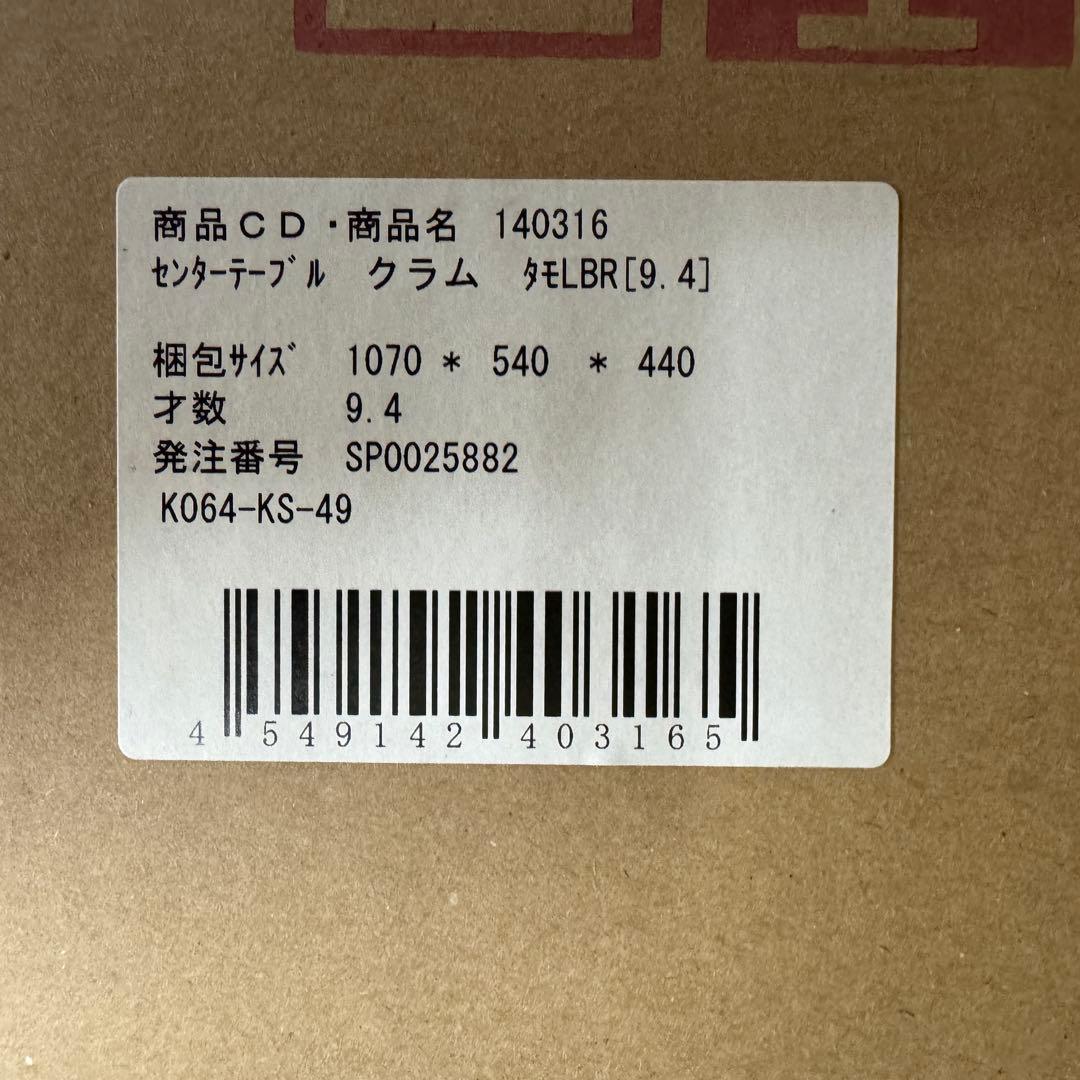 商品ＣＤ・商品名 140316
ｾﾝﾀｰﾃｰﾌﾞﾙ クラム ﾀﾓLBR[9.4]
梱包ｻｲｽﾞ 1070 * 540 * 440
才数 9.4
発注番号 SP0025882
K064-KS-49
4 549142 403165